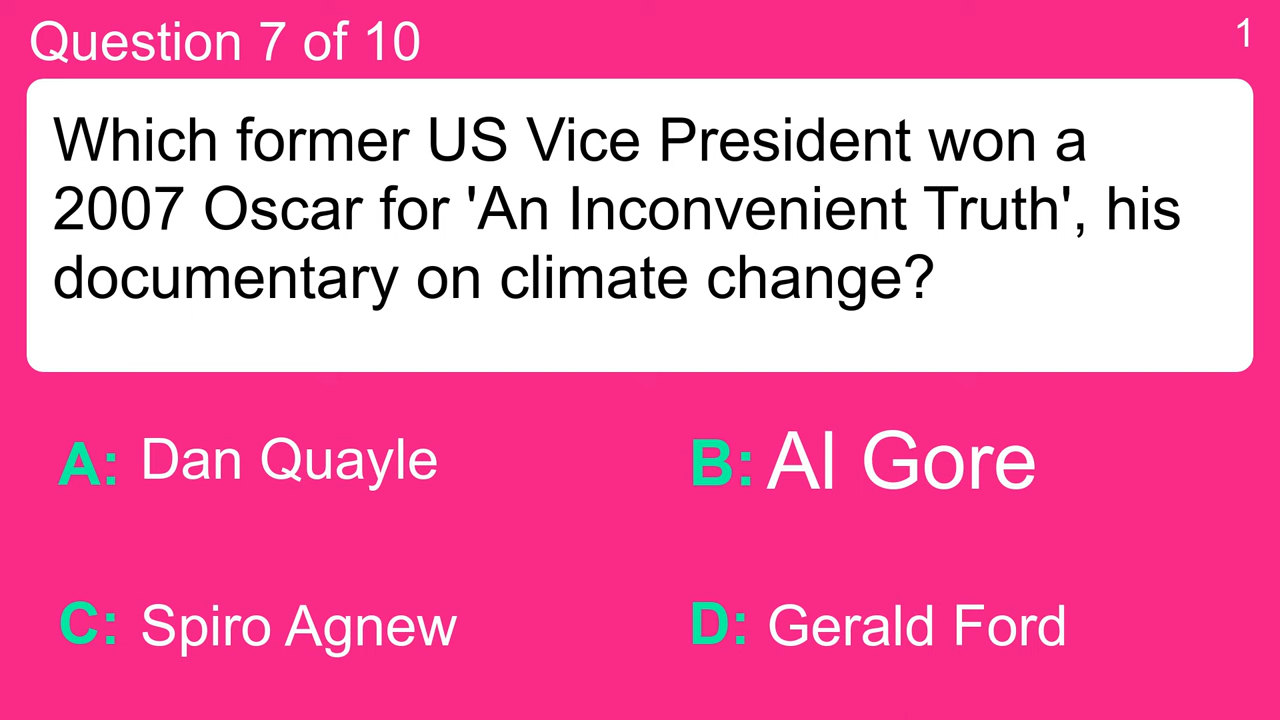 Question 7 of 10
1
Which former US Vice President won a
2007 Oscar for 'An Inconvenient Truth', his
documentary on climate change?
A: Dan Quayle
B: Al Gore
C: Spiro Agnew
D: Gerald Ford